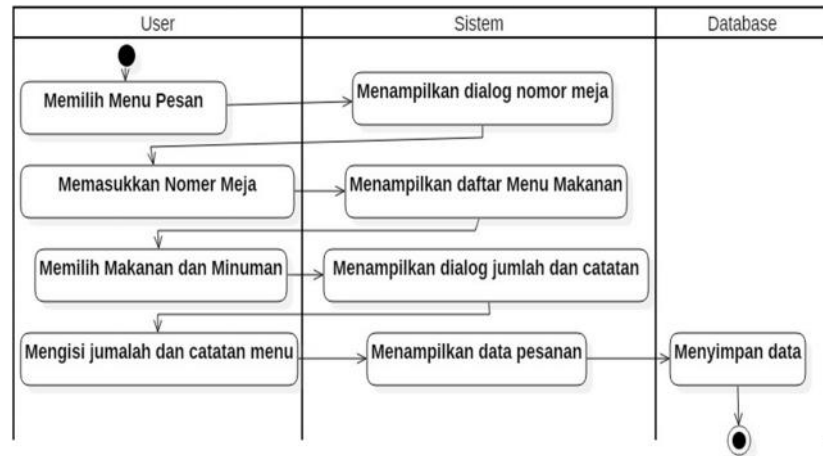 User
Sistem
Database
Memilih Menu Pesan
Menampilkan dialog nomor meja
Memasukkan Nomer Meja
Menampilkan daftar Menu Makanan
Memilih Makanan dan Minuman
Menampilkan dialog jumlah dan catatan
Mengisi jumalah dan catatan menu
Menampilkan data pesanan
Menyimpan data